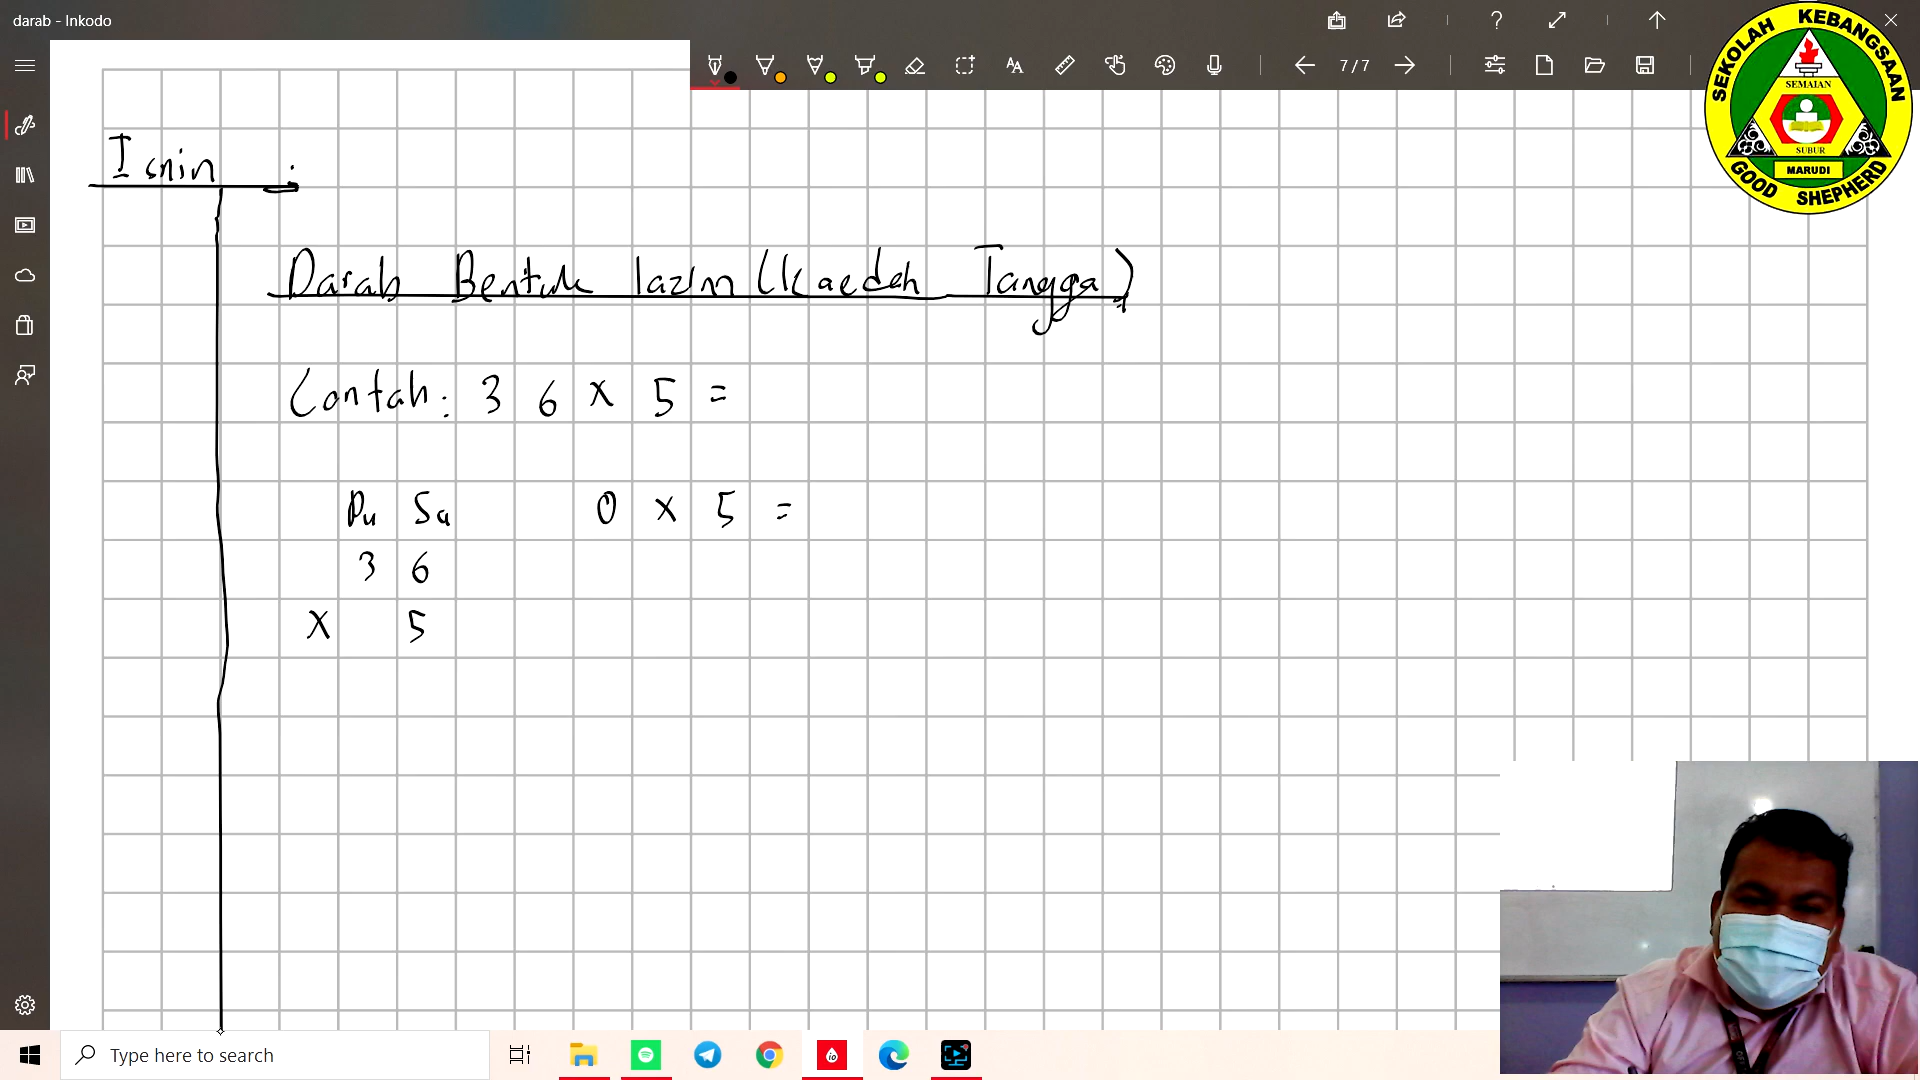 darab - Inkodo
7 / 7
SEKOLAH KEBANGSAAN
SEMAIAN
SUBUR
MARUDI
GOOD SHEPHERD
Isnin :
Darab Bentuk lazim (Kaedah Tangga)
Contoh: 3 6 x 5 =
Pu Sa 0 x 5 =
3 6
x 5
Type here to search